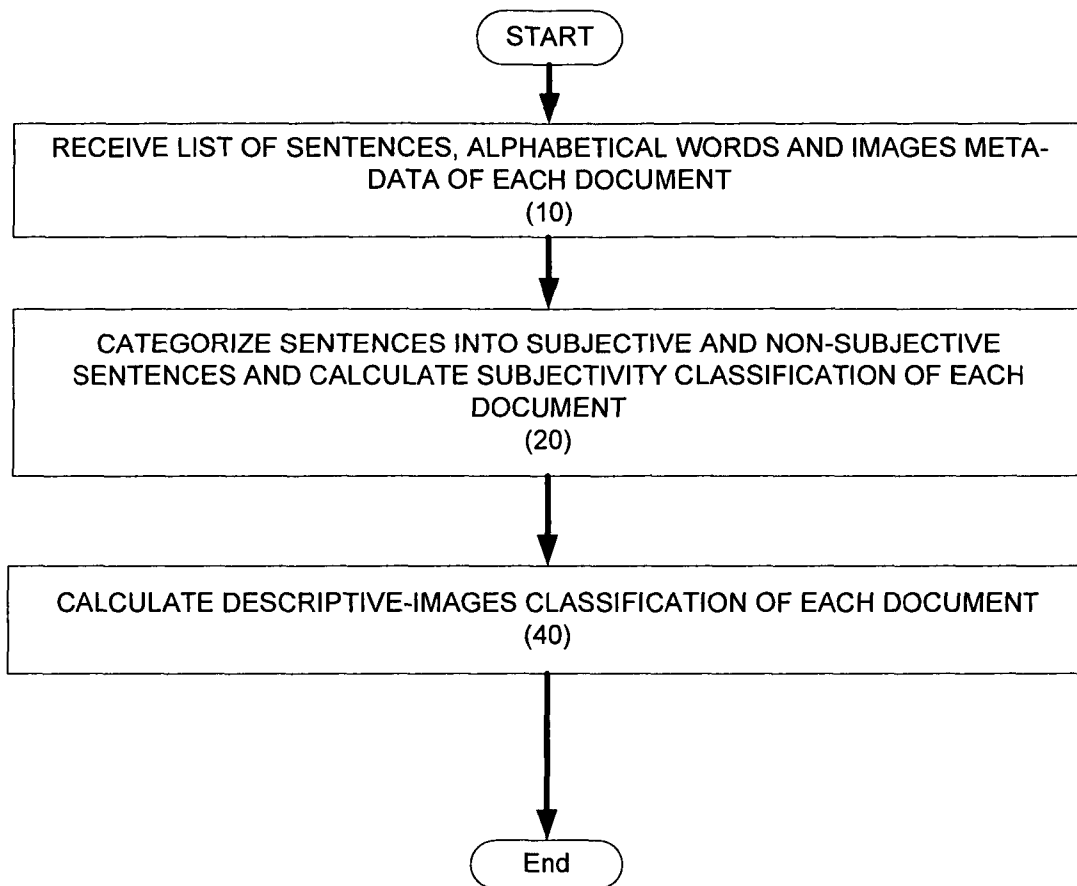 START
RECEIVE LIST OF SENTENCES, ALPHABETICAL WORDS AND IMAGES META-
DATA OF EACH DOCUMENT
(10)
CATEGORIZE SENTENCES INTO SUBJECTIVE AND NON-SUBJECTIVE
SENTENCES AND CALCULATE SUBJECTIVITY CLASSIFICATION OF EACH
DOCUMENT
(20)
CALCULATE DESCRIPTIVE-IMAGES CLASSIFICATION OF EACH DOCUMENT
(40)
End